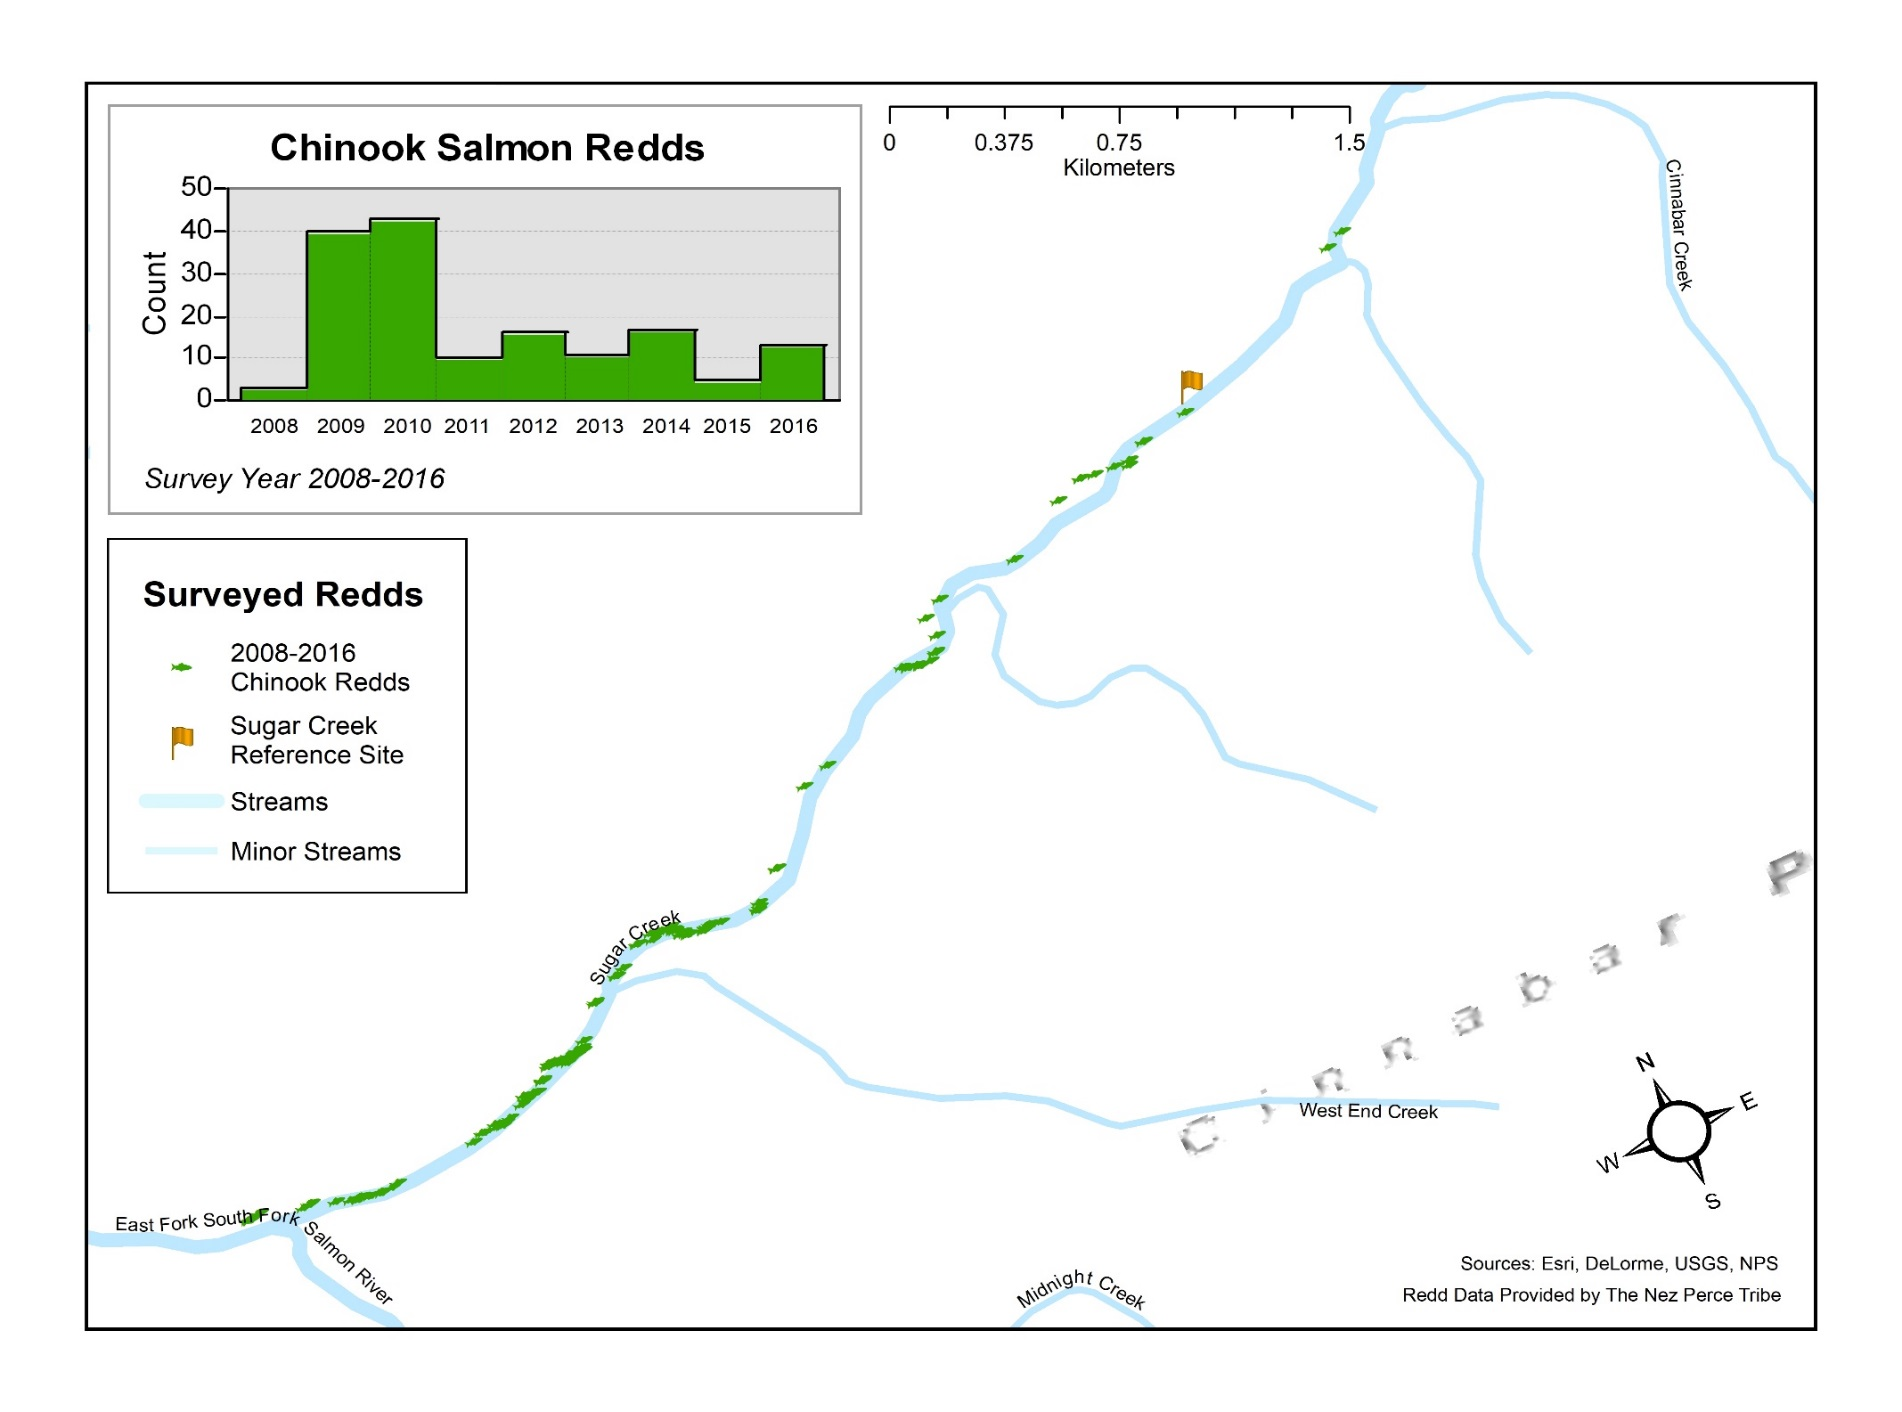 Chinook Salmon Redds
Count
50
40
30
20
10
0
2008 2009 2010 2011 2012 2013 2014 2015 2016
Survey Year 2008-2016
0 0.375 0.75 1.5
Kilometers
Surveyed Redds
2008-2016
Chinook Redds
Sugar Creek
Reference Site
Streams
Minor Streams
Cinnabar Creek
Sugar Creek
Cinnabar P
West End Creek
East Fork South Fork Salmon River
Midnight Creek
N
E
W
S
Sources: Esri, DeLorme, USGS, NPS
Redd Data Provided by The Nez Perce Tribe